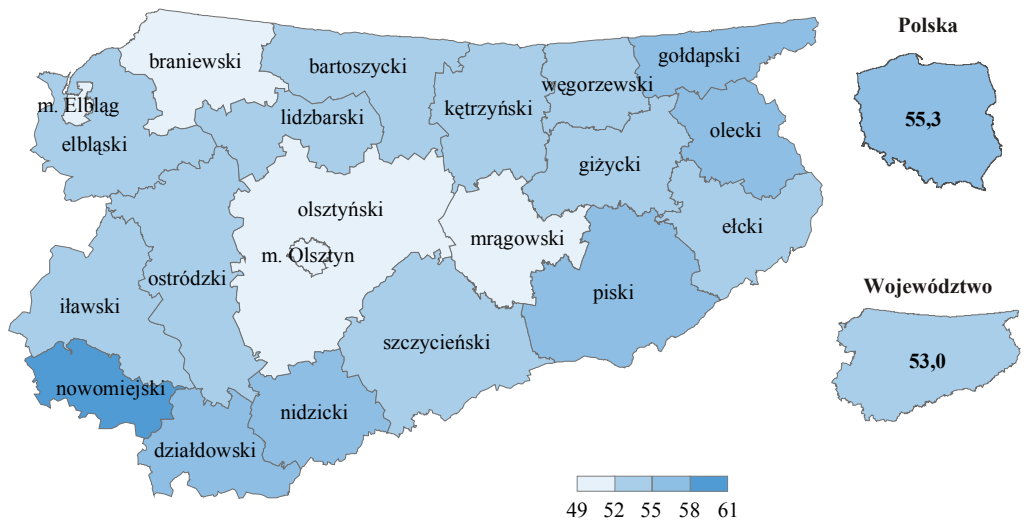 Polska
55,3
Województwo
53,0
braniewski
bartoszycki
gołdapski
węgorzewski
m. Elbląg
kętrzyński
lidzbarski
olecki
elbląski
giżycki
olsztyński
mrągowski
ełcki
m. Olsztyn
ostródzki
piski
iławski
szczycieński
nowomiejski
nidzicki
działdowski
49 52 55 58 61